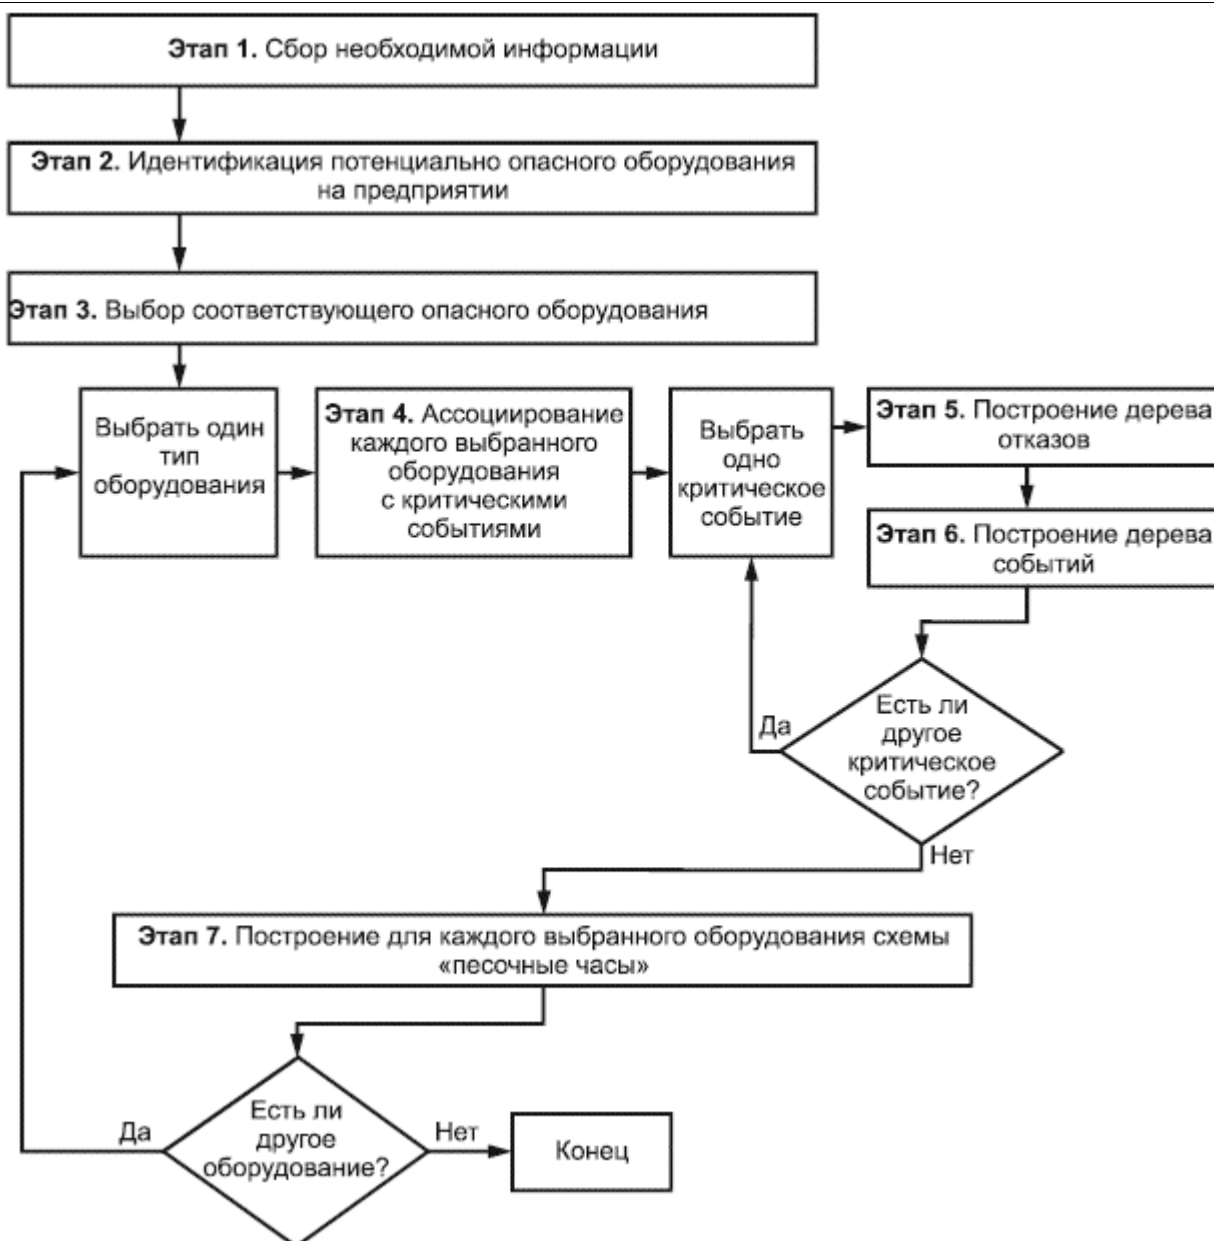 Этап 1. Сбор необходимой информации
Этап 2. Идентификация потенциально опасного оборудования
на предприятии
Этап 3. Выбор соответствующего опасного оборудования
Выбрать один
тип
оборудования
Этап 4. Ассоциирование
каждого выбранного
оборудования
с критическими
событиями
Выбрать
одно
критическое
событие
Этап 5. Построение дерева
отказов
Этап 6. Построение дерева
событий
Есть ли
другое
критическое
событие?
Да
Нет
Этап 7. Построение для каждого выбранного оборудования схемы
«песочные часы»
Есть ли
другое
оборудование?
Да
Нет
Конец